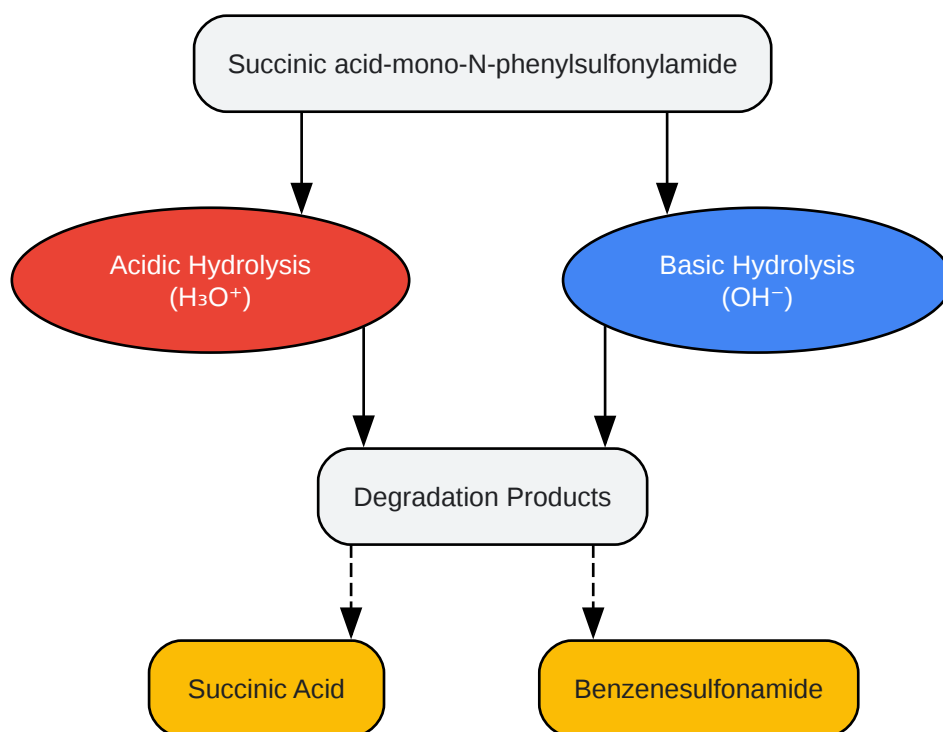 Succinic acid-mono-N-phenylsulfonylamide
Acidic Hydrolysis
(H₃O⁺)
Basic Hydrolysis
(OH⁻)
Degradation Products
Succinic Acid
Benzenesulfonamide